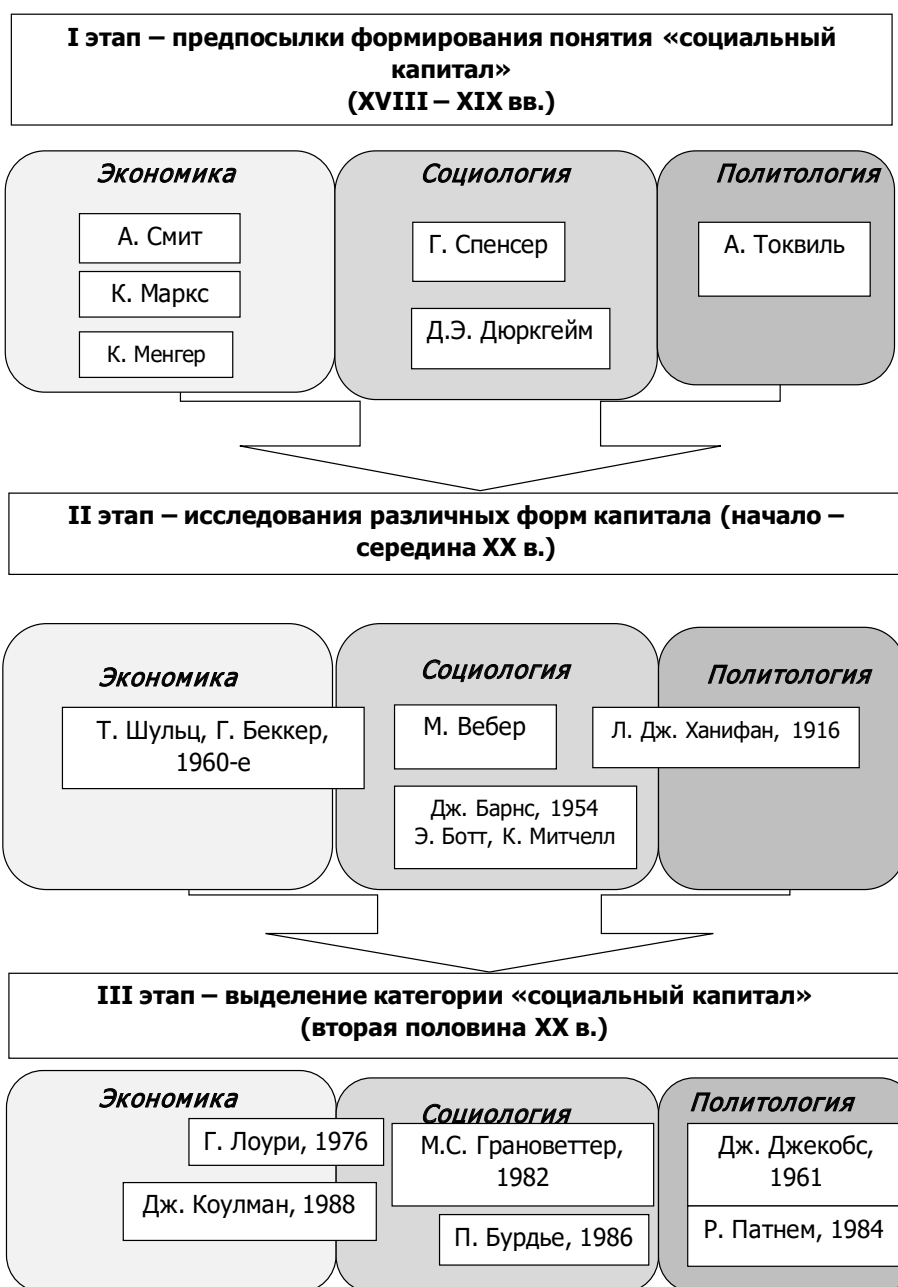 I этап – предпосылки формирования понятия «социальный
капитал»
(XVIII – XIX вв.)
Экономика
Социология
Политология
А. Смит
К. Маркс
К. Менгер
Г. Спенсер
Д.Э. Дюркгейм
А. Токвиль
II этап – исследования различных форм капитала (начало –
середина XX в.)
Экономика
Социология
Политология
Т. Шульц, Г. Беккер,
1960-е
М. Вебер
Дж. Барнс, 1954
Э. Ботт, К. Митчелл
Л. Дж. Ханифан, 1916
III этап – выделение категории «социальный капитал»
(вторая половина XX в.)
Экономика
Социология
Политология
Г. Лоури, 1976
Дж. Коулман, 1988
М.С. Грановеттер,
1982
П. Бурдье, 1986
Дж. Джекобс,
1961
Р. Патнем, 1984